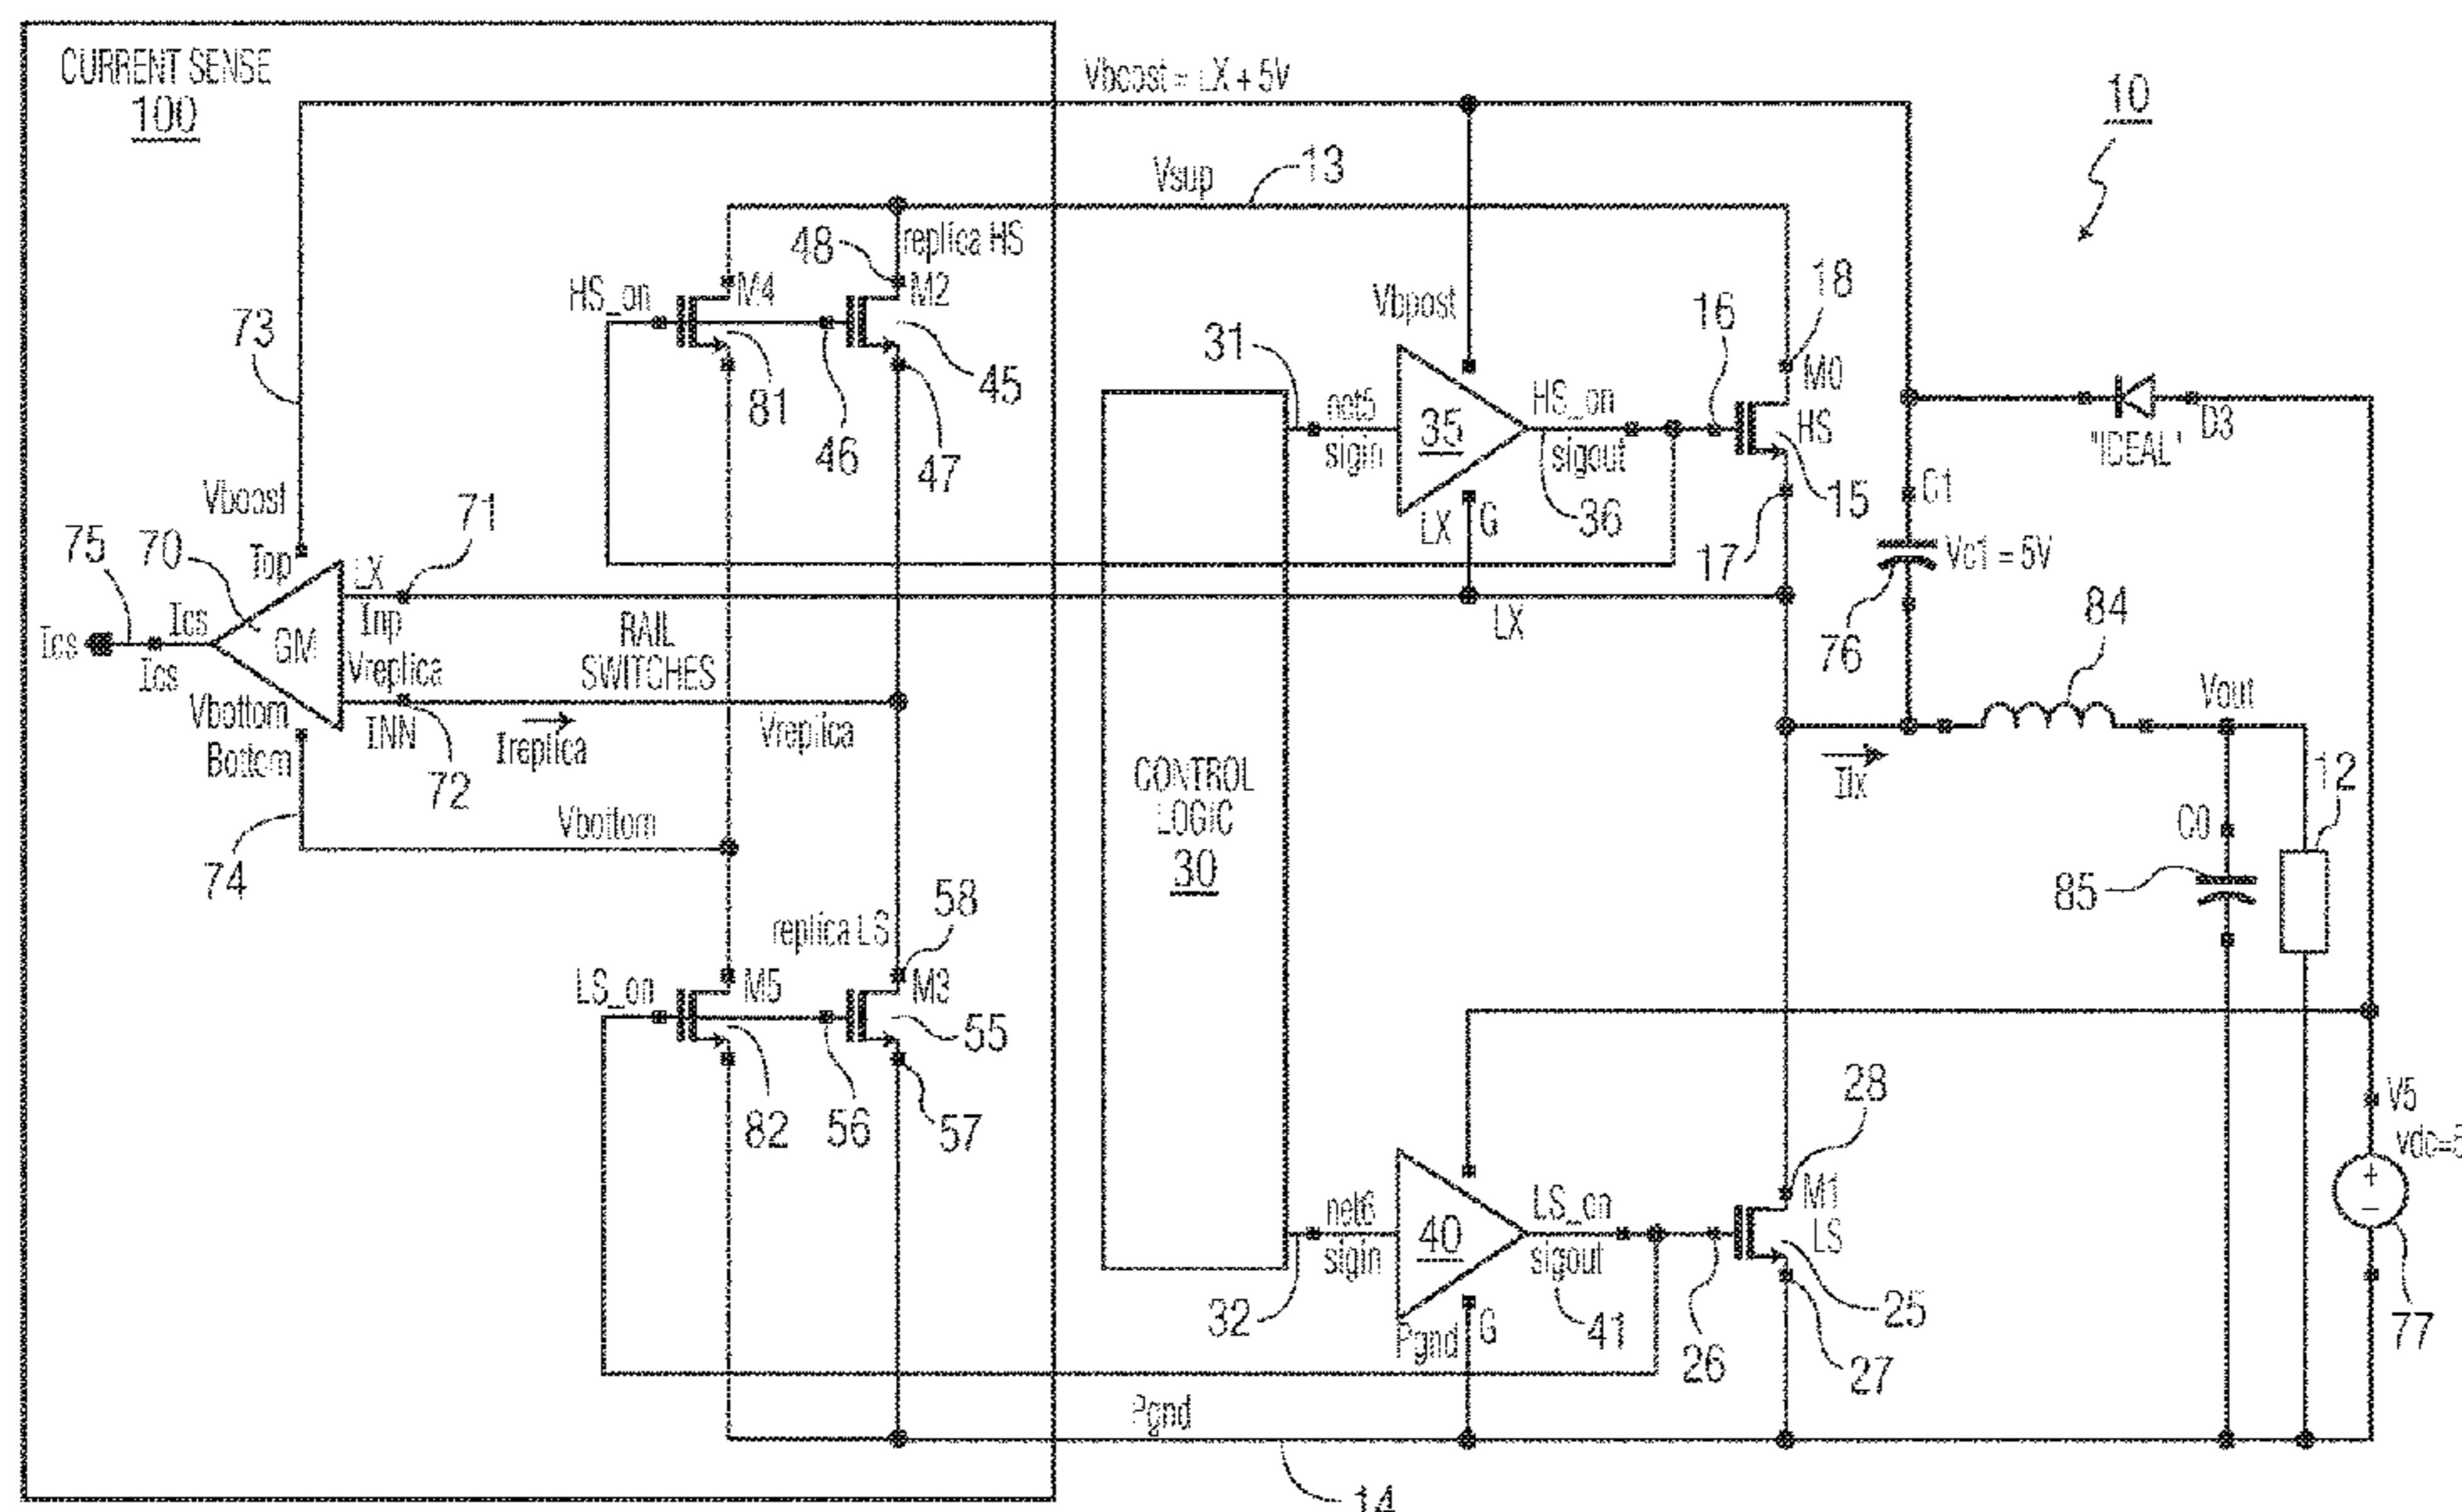 CURRENT SENSE
100
Vboost = LX + 5V
10
Vsup
13
48
replica HS
HS_on
M4
M2
45
81
46
47
73
Vboost
Top
75
70
Ics
Ics
Ics
GM
LX
Inp
71
Vreplica
INN
72
Vbottom
Bottom
74
RAIL
SWITCHES
Ireplica
Vreplica
Vbottom
replica LS
58
LS_on
M5
M3
55
82
56
57
CONTROL
LOGIC
30
31
net5
sigin
Vboost
35
HS_on
sigout
36
LX
G
16
18
M0
HS
15
17
LX
D3
"IDEAL"
C1
Vc1 = 5V
76
84
Vout
Ilx
12
C0
85
32
net6
sigin
40
LS_on
sigout
41
Pgnd
G
26
28
M1
LS
25
27
V5
vdc=5
77
Pgnd
14